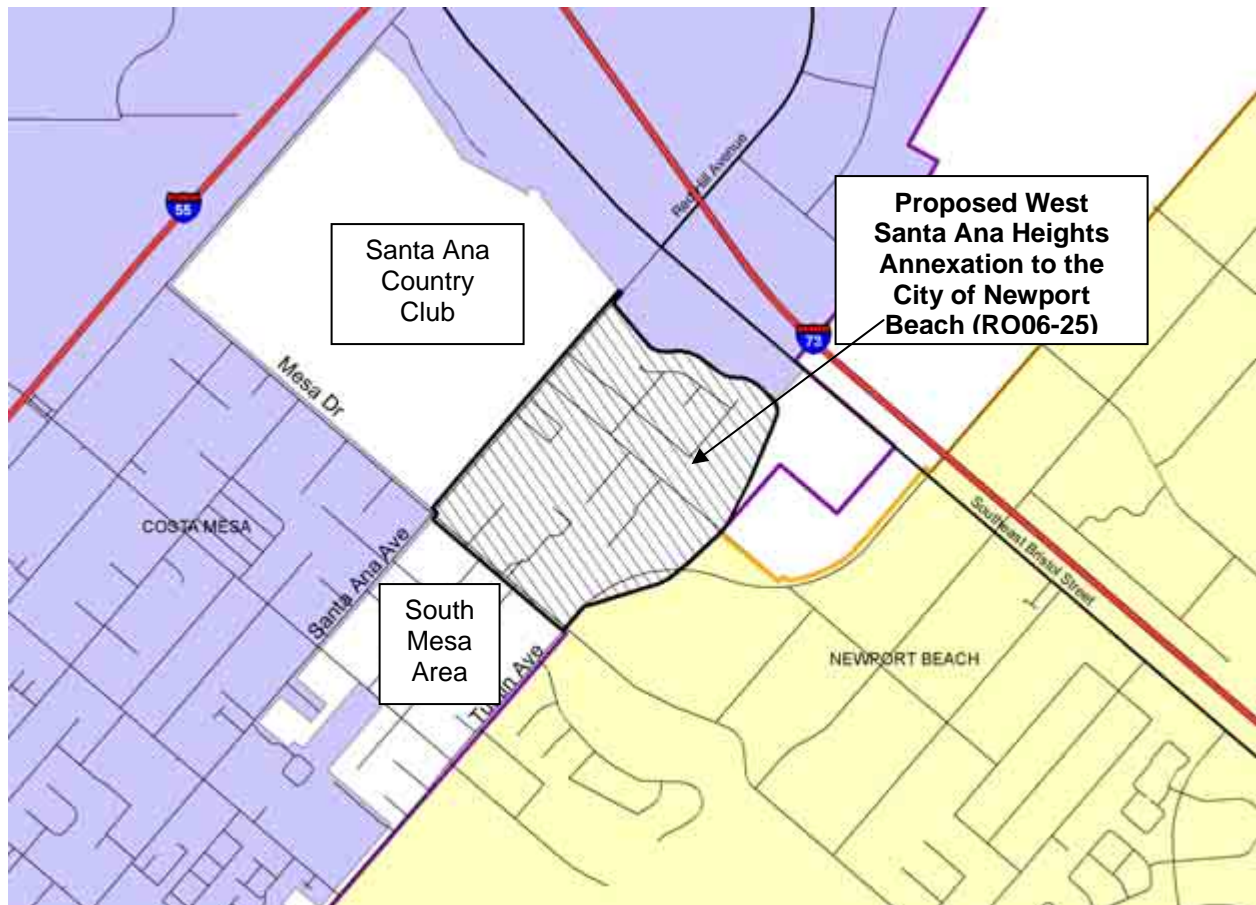 55
Red Hill Avenue
Proposed West
Santa Ana Heights
Annexation to the
City of Newport
Beach (RO06-25)
Santa Ana
Country
Club
73
Mesa Dr
COSTA MESA
Santa Ana Ave
Southeast Bristol Street
South
Mesa
Area
Tustin Ave
NEWPORT BEACH